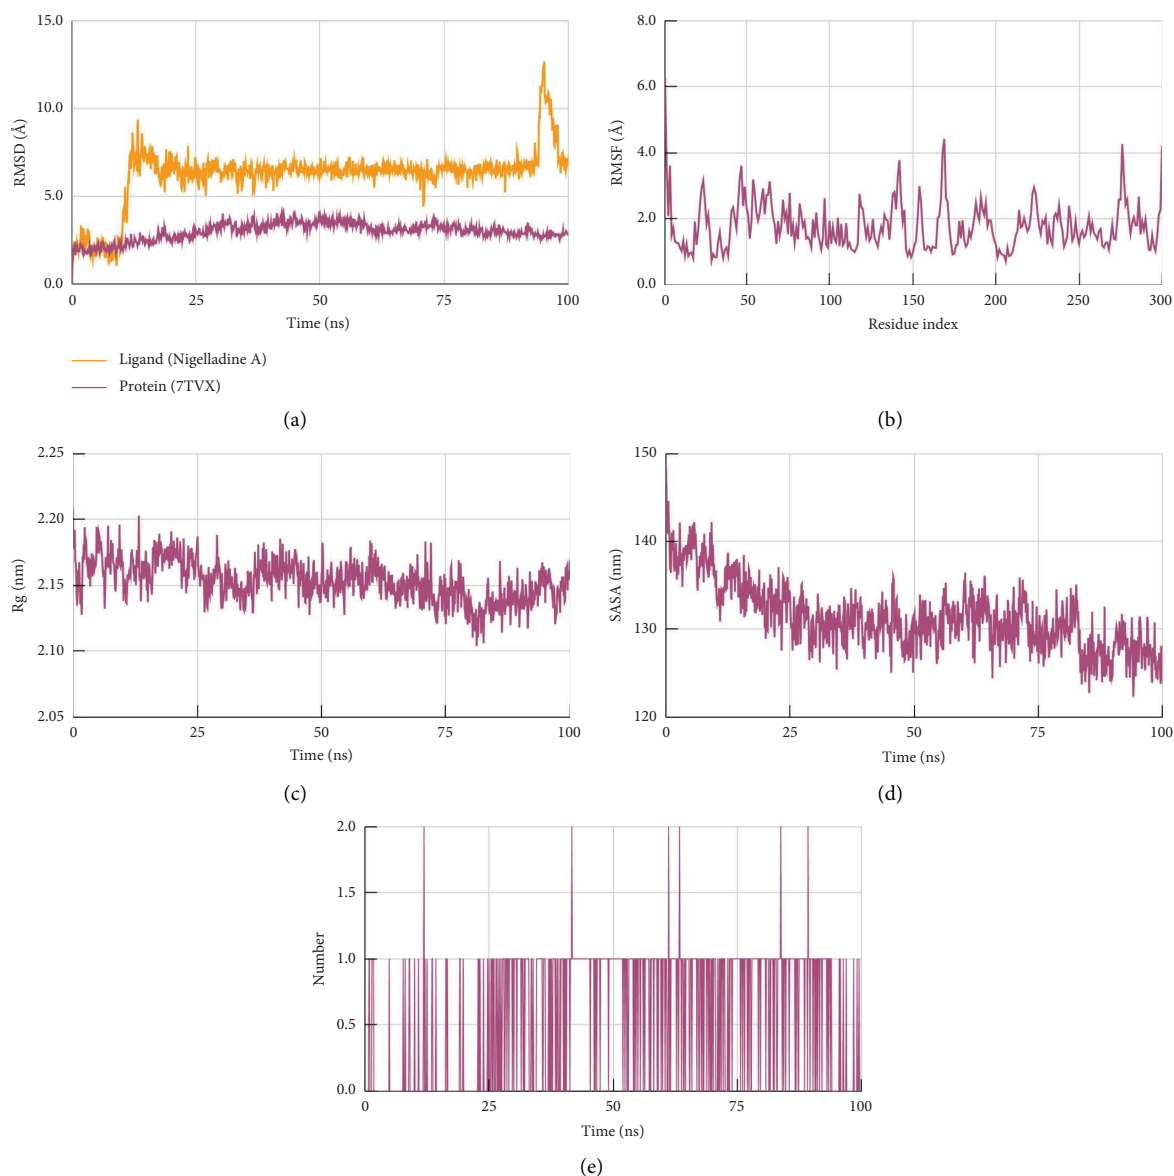 RMSD (Å)
15.0
10.0
5.0
0.0
0
25
50
75
100
Time (ns)
Ligand (Nigelladine A)
Protein (7TVX)
(a)
RMSF (Å)
8.0
6.0
4.0
2.0
0.0
0
50
100
150
200
250
300
Residue index
(b)
Rg (nm)
2.25
2.20
2.15
2.10
2.05
0
25
50
75
100
Time (ns)
(c)
SASA (nm)
150
140
130
120
0
25
50
75
100
Time (ns)
(d)
Number
2.0
1.5
1.0
0.5
0.0
0
25
50
75
100
Time (ns)
(e)